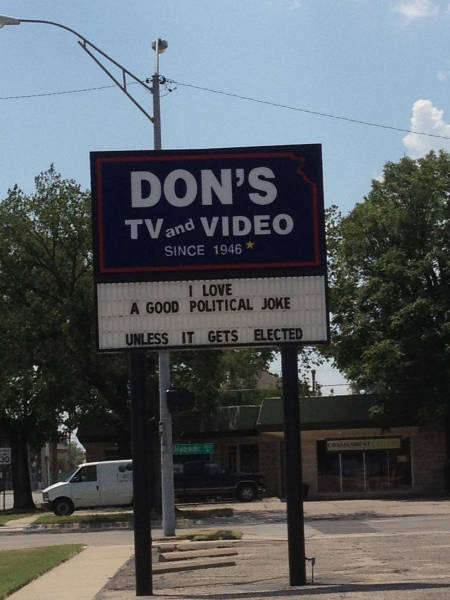 DON'S
TV and VIDEO
SINCE 1946
I LOVE
A GOOD POLITICAL JOKE
UNLESS IT GETS ELECTED